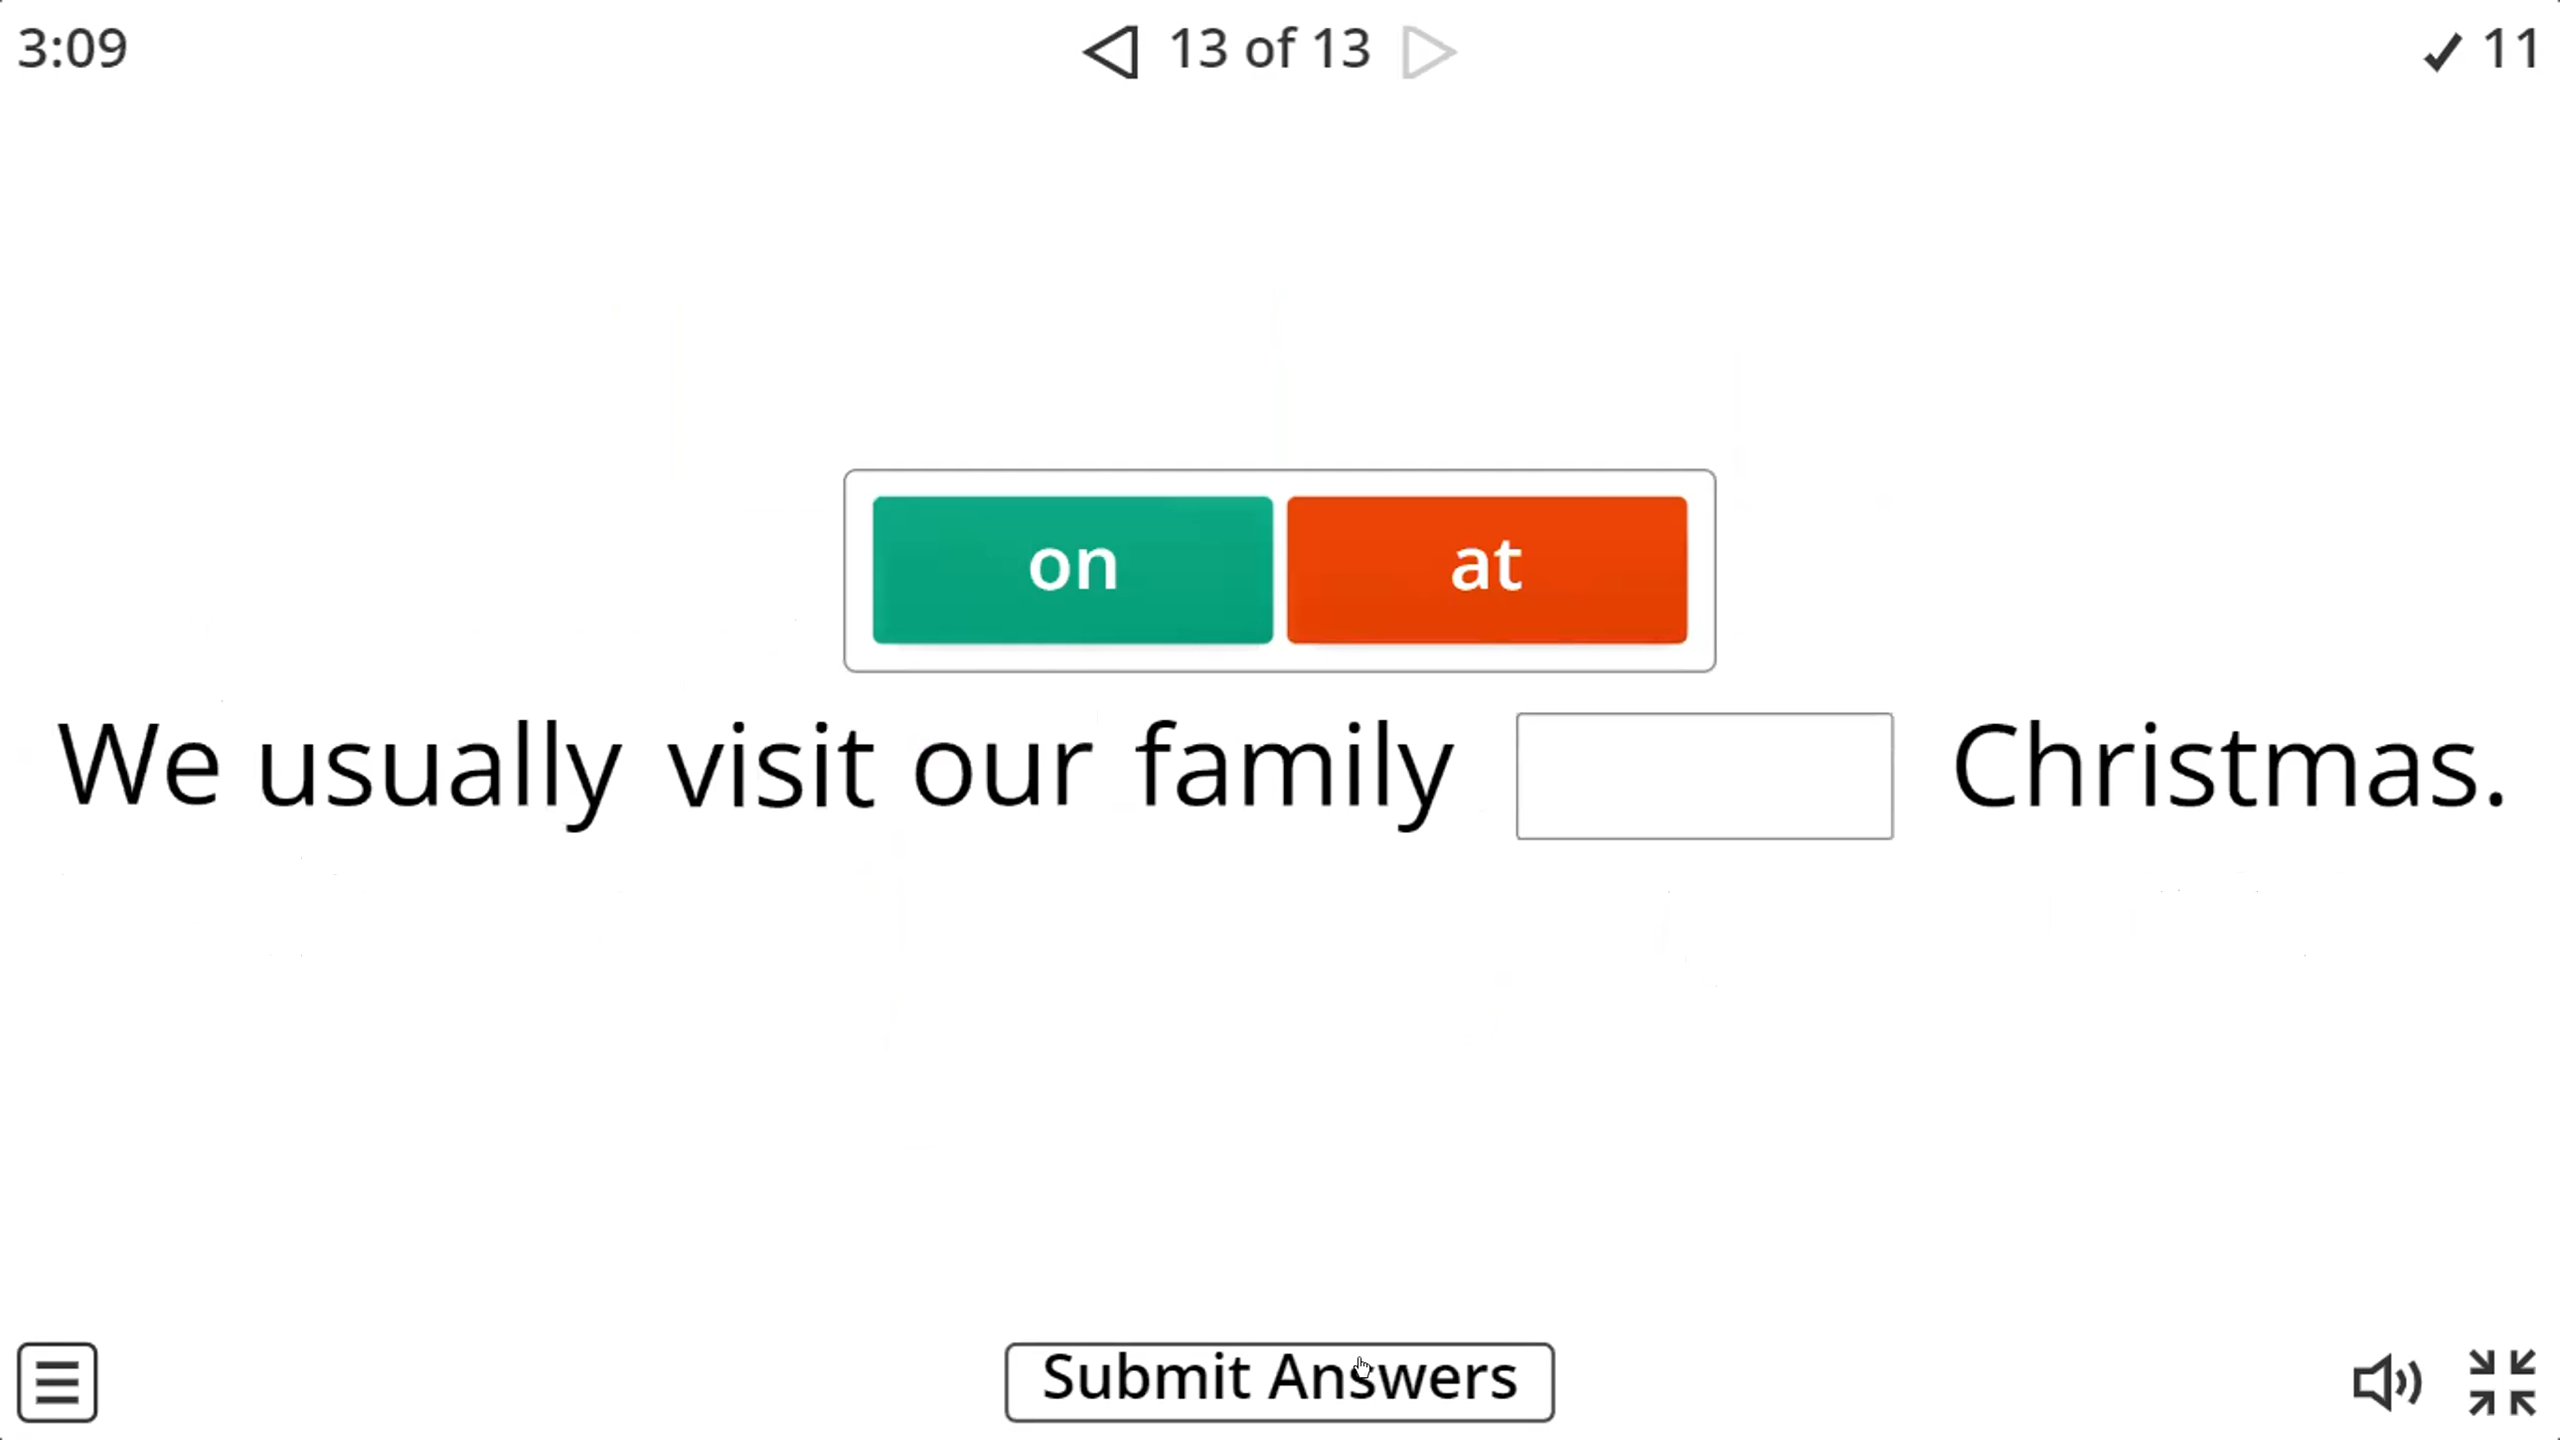 3:09
13 of 13
11
on
at
We usually visit our family Christmas.
Submit Answers